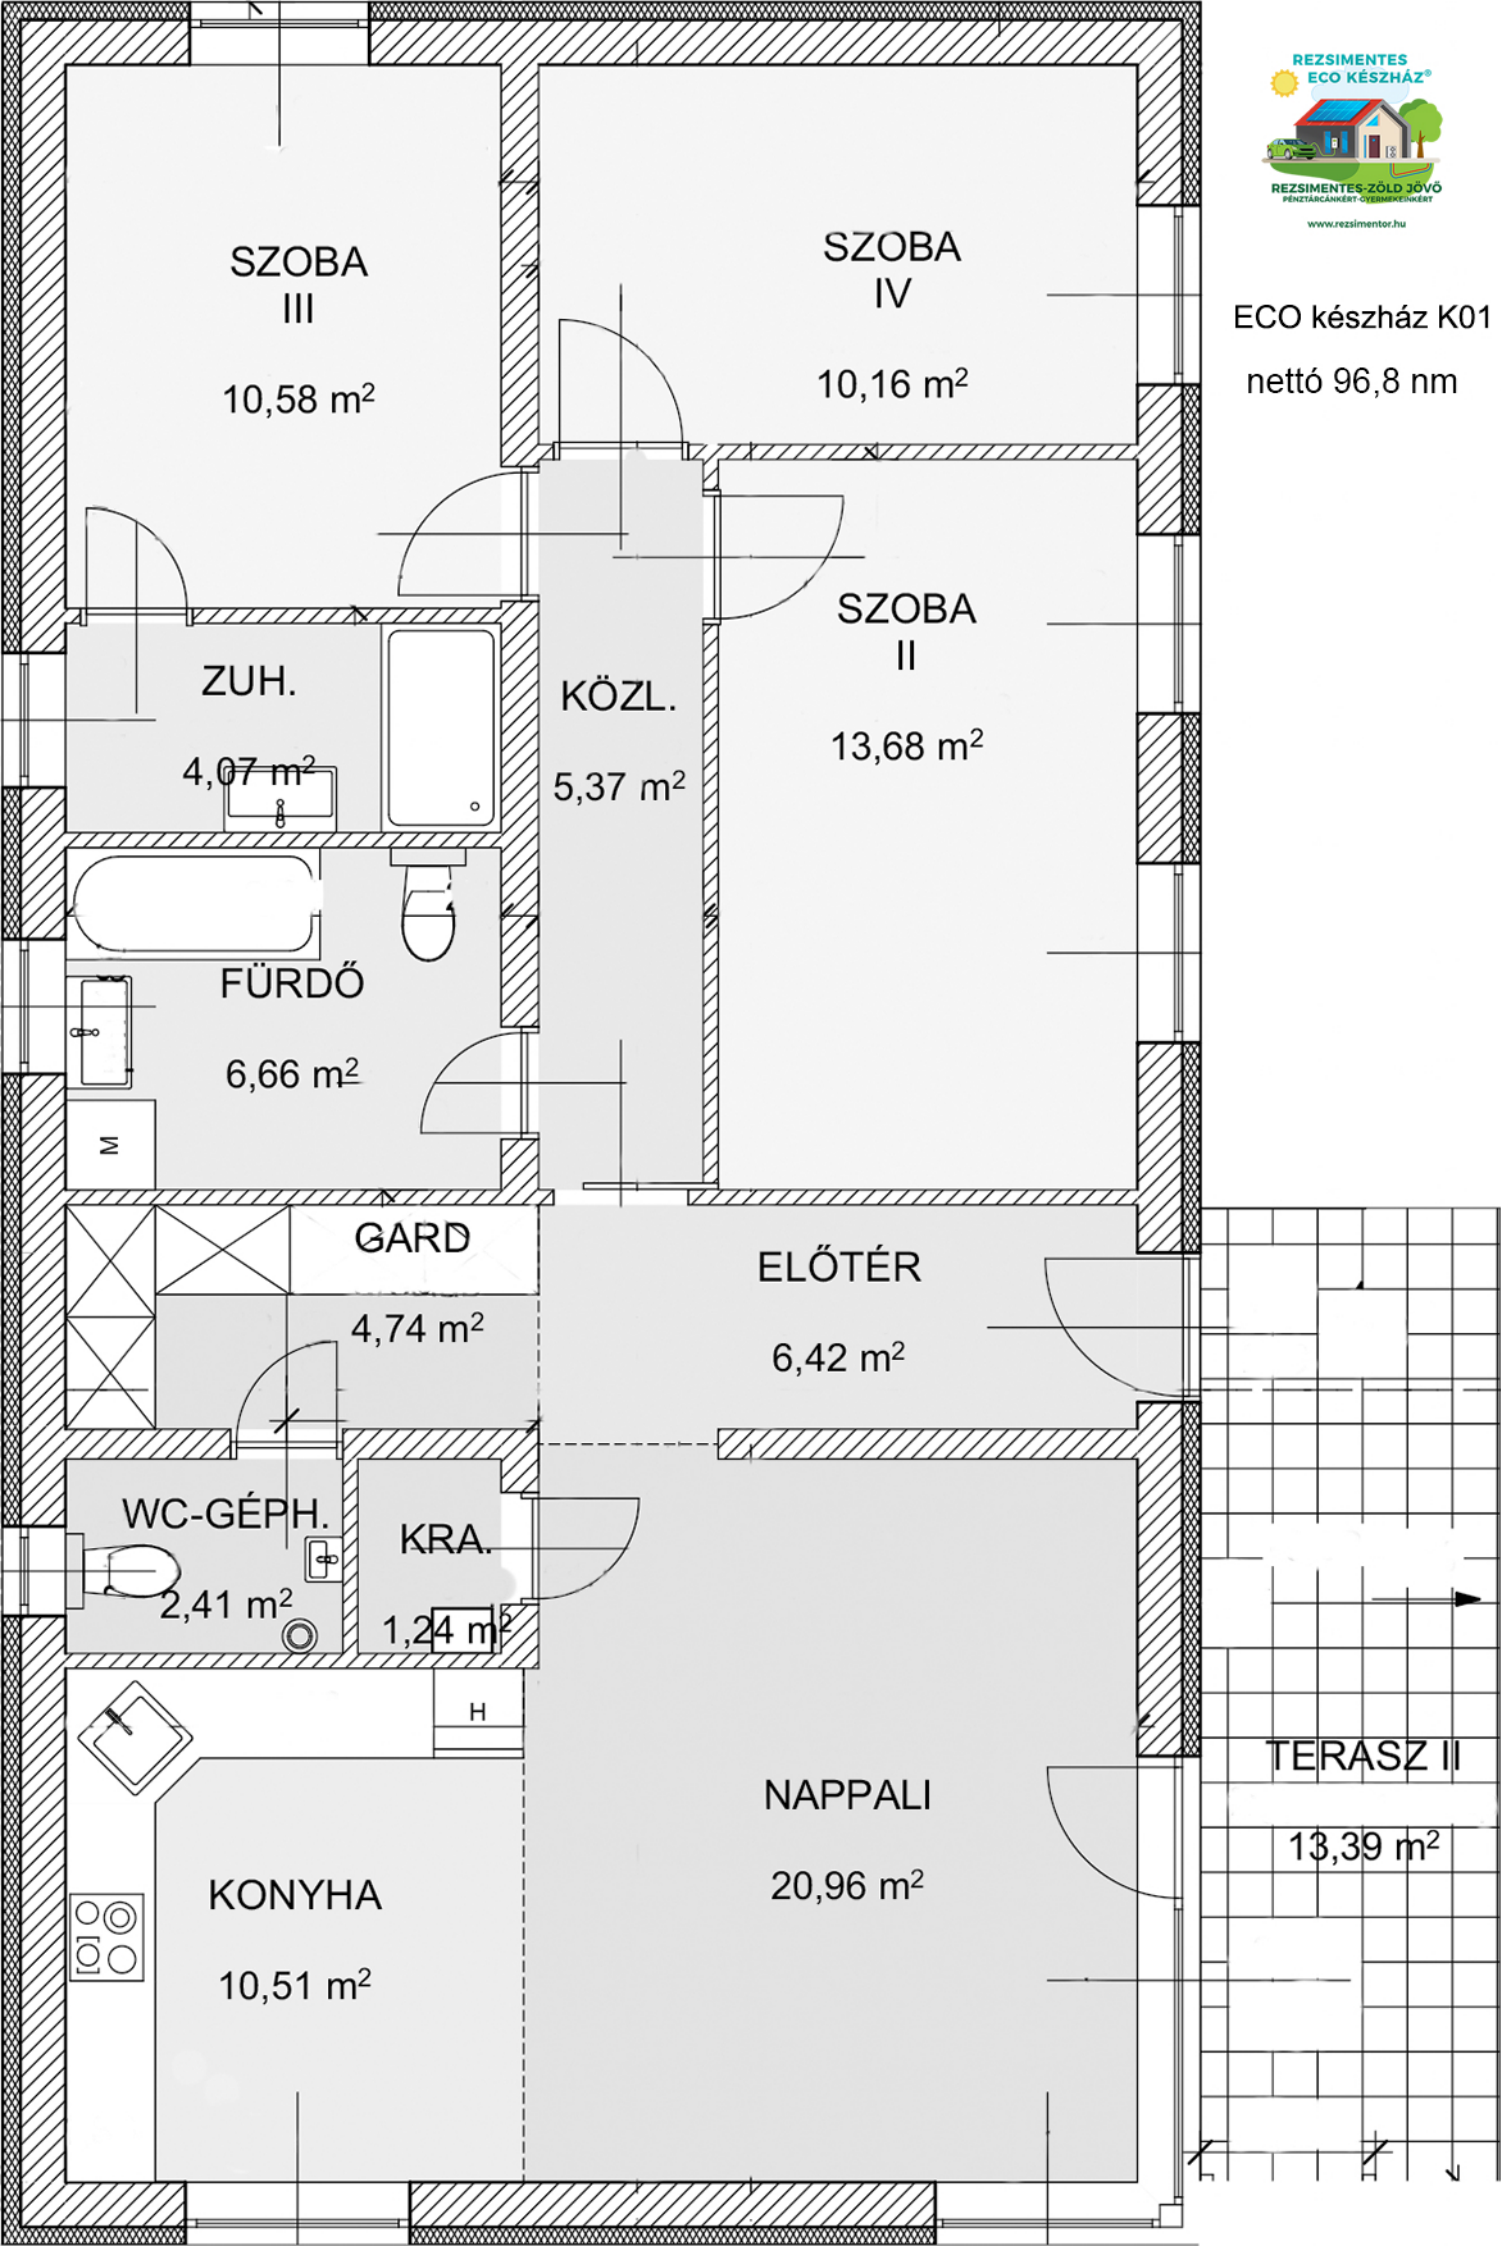 REZSIMENTES
ECO KÉSZHÁZ®
REZSIMENTES-ZÖLD JÖVŐ
PÉNZTÁRCÁNKÉRT-GYERMEKEINKÉRT
www.rezsimentor.hu
ECO készház K01
nettó 96,8 nm
SZOBA
III
10,58 m²
SZOBA
IV
10,16 m²
SZOBA
II
13,68 m²
ZUH.
4,07 m²
KÖZL.
5,37 m²
FÜRDŐ
6,66 m²
M
GARD
4,74 m²
ELŐTÉR
6,42 m²
WC-GÉPH.
2,41 m²
KRA.
1,24 m²
H
NAPPALI
20,96 m²
KONYHA
10,51 m²
TERASZ II
13,39 m²